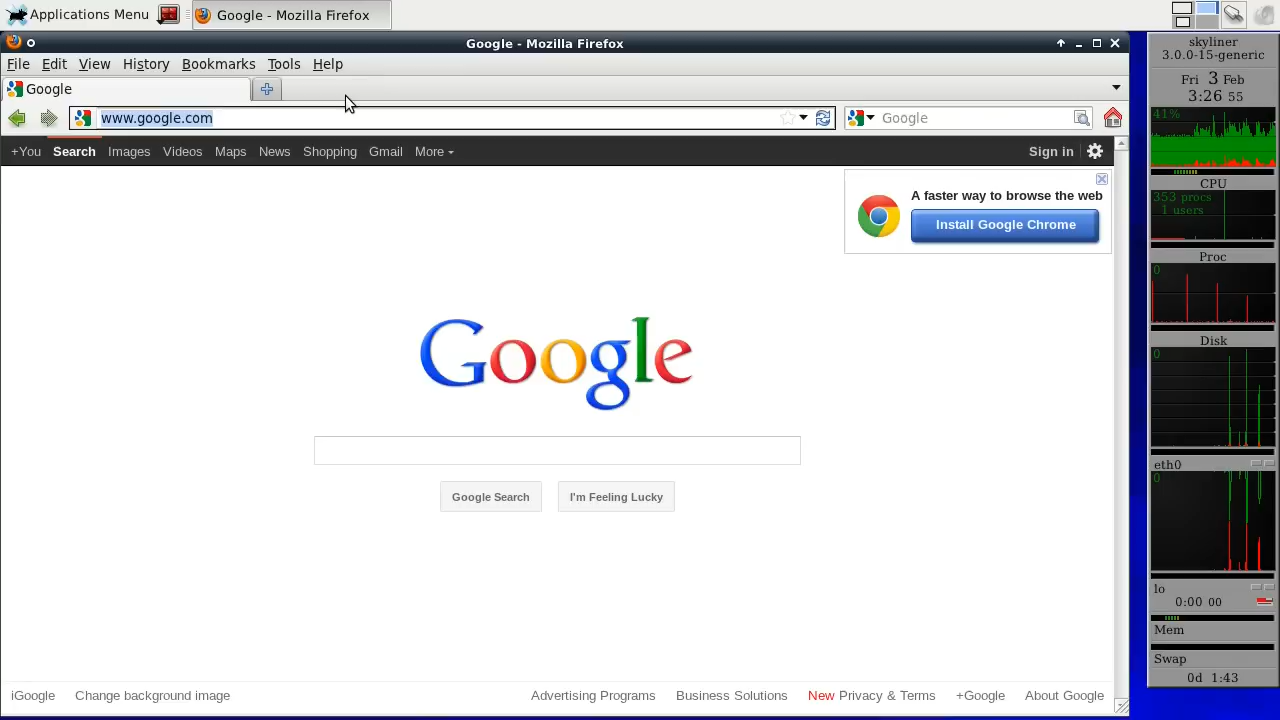 Applications Menu
Google - Mozilla Firefox
Google - Mozilla Firefox
File Edit View History Bookmarks Tools Help
Google
www.google.com
Google
+You Search Images Videos Maps News Shopping Gmail More
Sign in
A faster way to browse the web
Install Google Chrome
Google
Google Search I'm Feeling Lucky
iGoogle Change background image Advertising Programs Business Solutions New Privacy & Terms +Google About Google
skyliner
3.0.0-15-generic
Fri 3 Feb
3:26 55
41%
CPU
353 procs
1 users
Proc
0
Disk
0
eth0
0
lo
0:00 00
Mem
Swap
0d 1:43